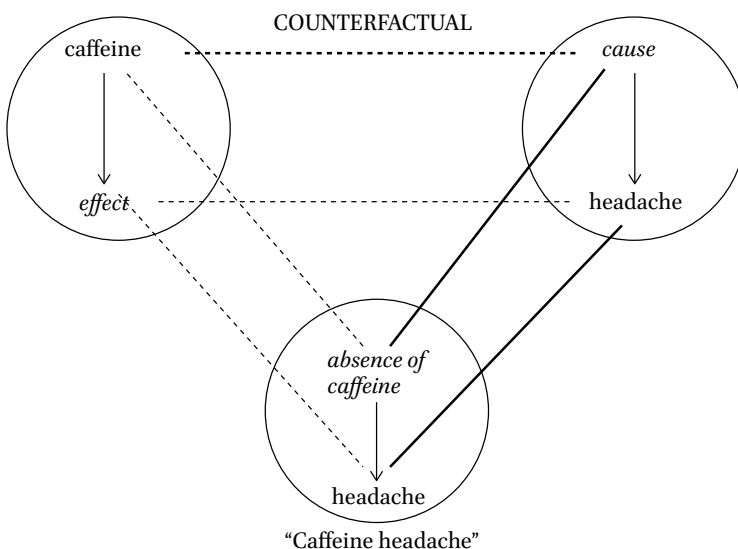 COUNTERFACTUAL
caffeine
cause
effect
headache
absence of
caffeine
headache
“Caffeine headache”